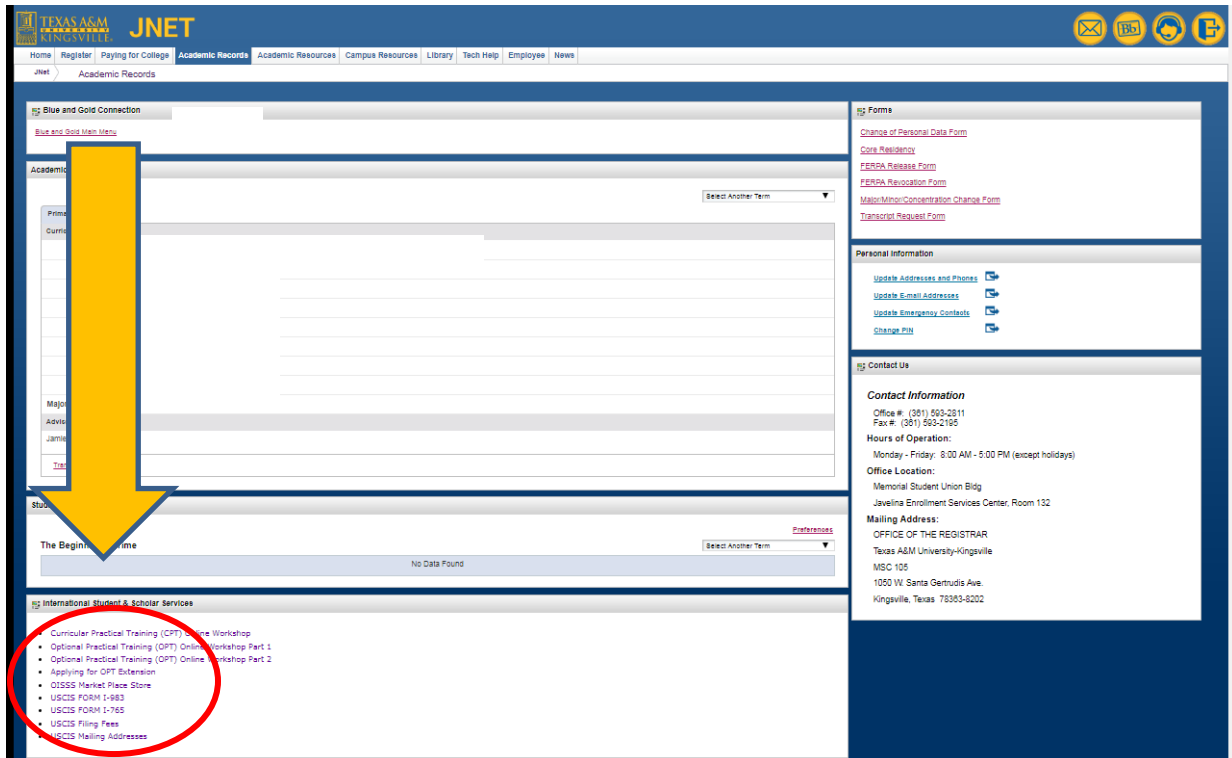 TEXAS A&M
UNIVERSITY
KINGSVILLE.
JNET
Bb
Home Register Paying for College Academic Records Academic Resources Campus Resources Library Tech Help Employee News
JNet Academic Records
Blue and Gold Connection
Blue and Gold Main Menu
Academic
Select Another Term
Major
Jamie
Preferences
The Begin
Select Another Term
No Data Found
International Student & Scholar Services
Curricular Practical Training (CPT) Online Workshop
Optional Practical Training (OPT) Online Workshop Part 1
Optional Practical Training (OPT) Online Workshop Part 2
Applying for OPT Extension
OISSS Market Place Store
USCIS FORM I-983
USCIS FORM I-765
USCIS Filing Fees
USCIS Mailing Addresses
Forms
Change of Personal Data Form
Core Residency
FERPA Release Form
FERPA Revocation Form
Major/Minor/Concentration Change Form
Transcript Request Form
Personal Information
Update Addresses and Phones
Update E-mail Addresses
Update Emergency Contacts
Change PIN
Contact Us
Contact Information
Office #: (361) 593-2811
Fax #: (361) 593-2195
Hours of Operation:
Monday - Friday: 8:00 AM - 5:00 PM (except holidays)
Office Location:
Memorial Student Union Bldg
Javelina Enrollment Services Center, Room 132
Mailing Address:
OFFICE OF THE REGISTRAR
Texas A&M University-Kingsville
MSC 105
1050 W. Santa Gertrudis Ave.
Kingsville, Texas 78363-8202